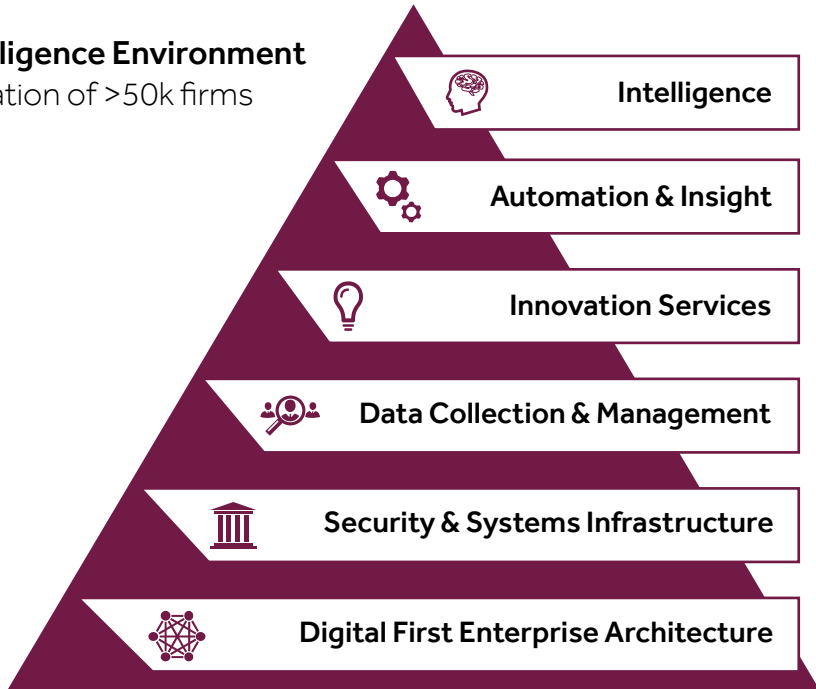 lligence Environment
ation of >50k firms
Intelligence
Automation & Insight
Innovation Services
Data Collection & Management
Security & Systems Infrastructure
Digital First Enterprise Architecture